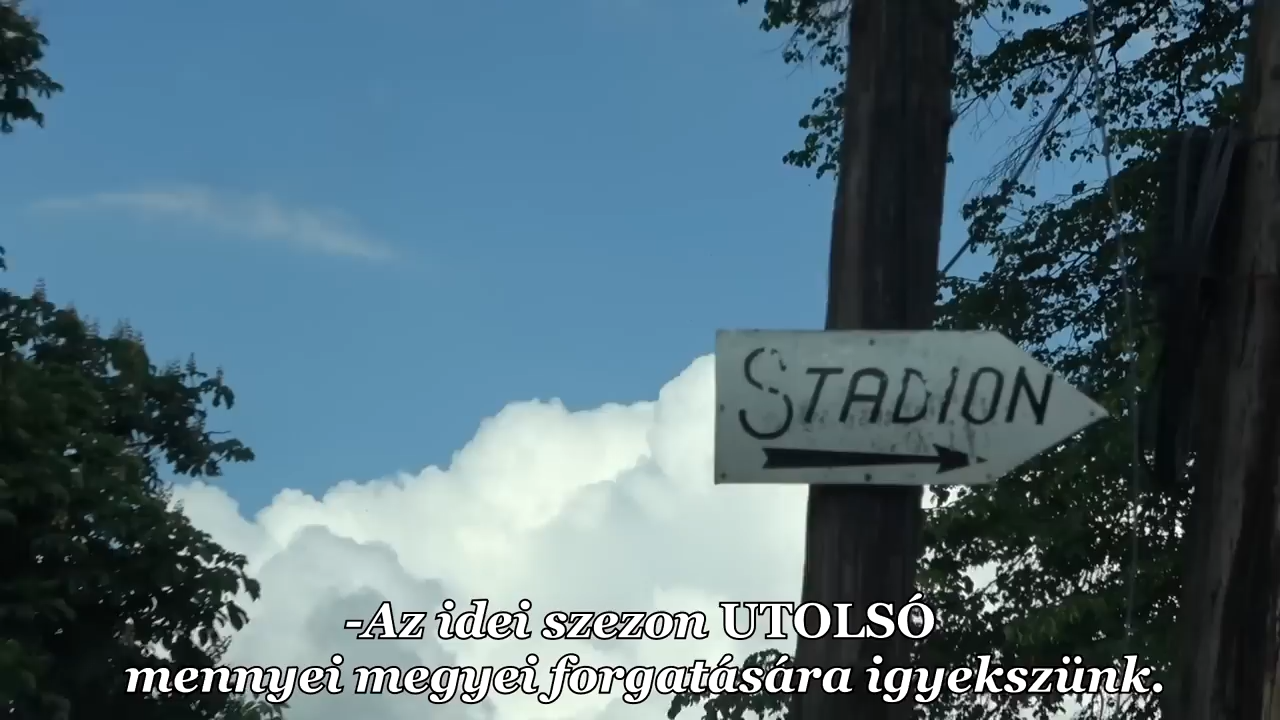 STADION
-Az idei szezon UTOLSÓ
mennyei megyei forgatására igyekszünk.